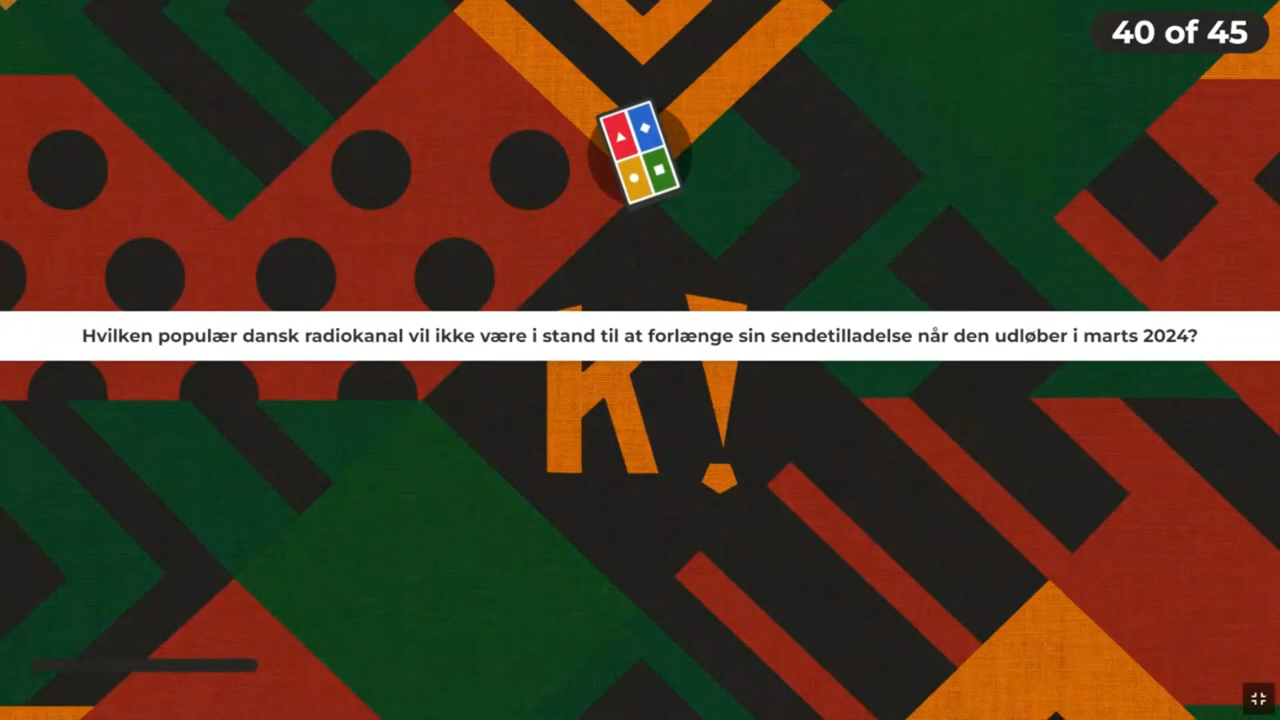 40 of 45
Hvilken populær dansk radiokanal vil ikke være i stand til at forlænge sin sendetilladelse når den udløber i marts 2024?
K!